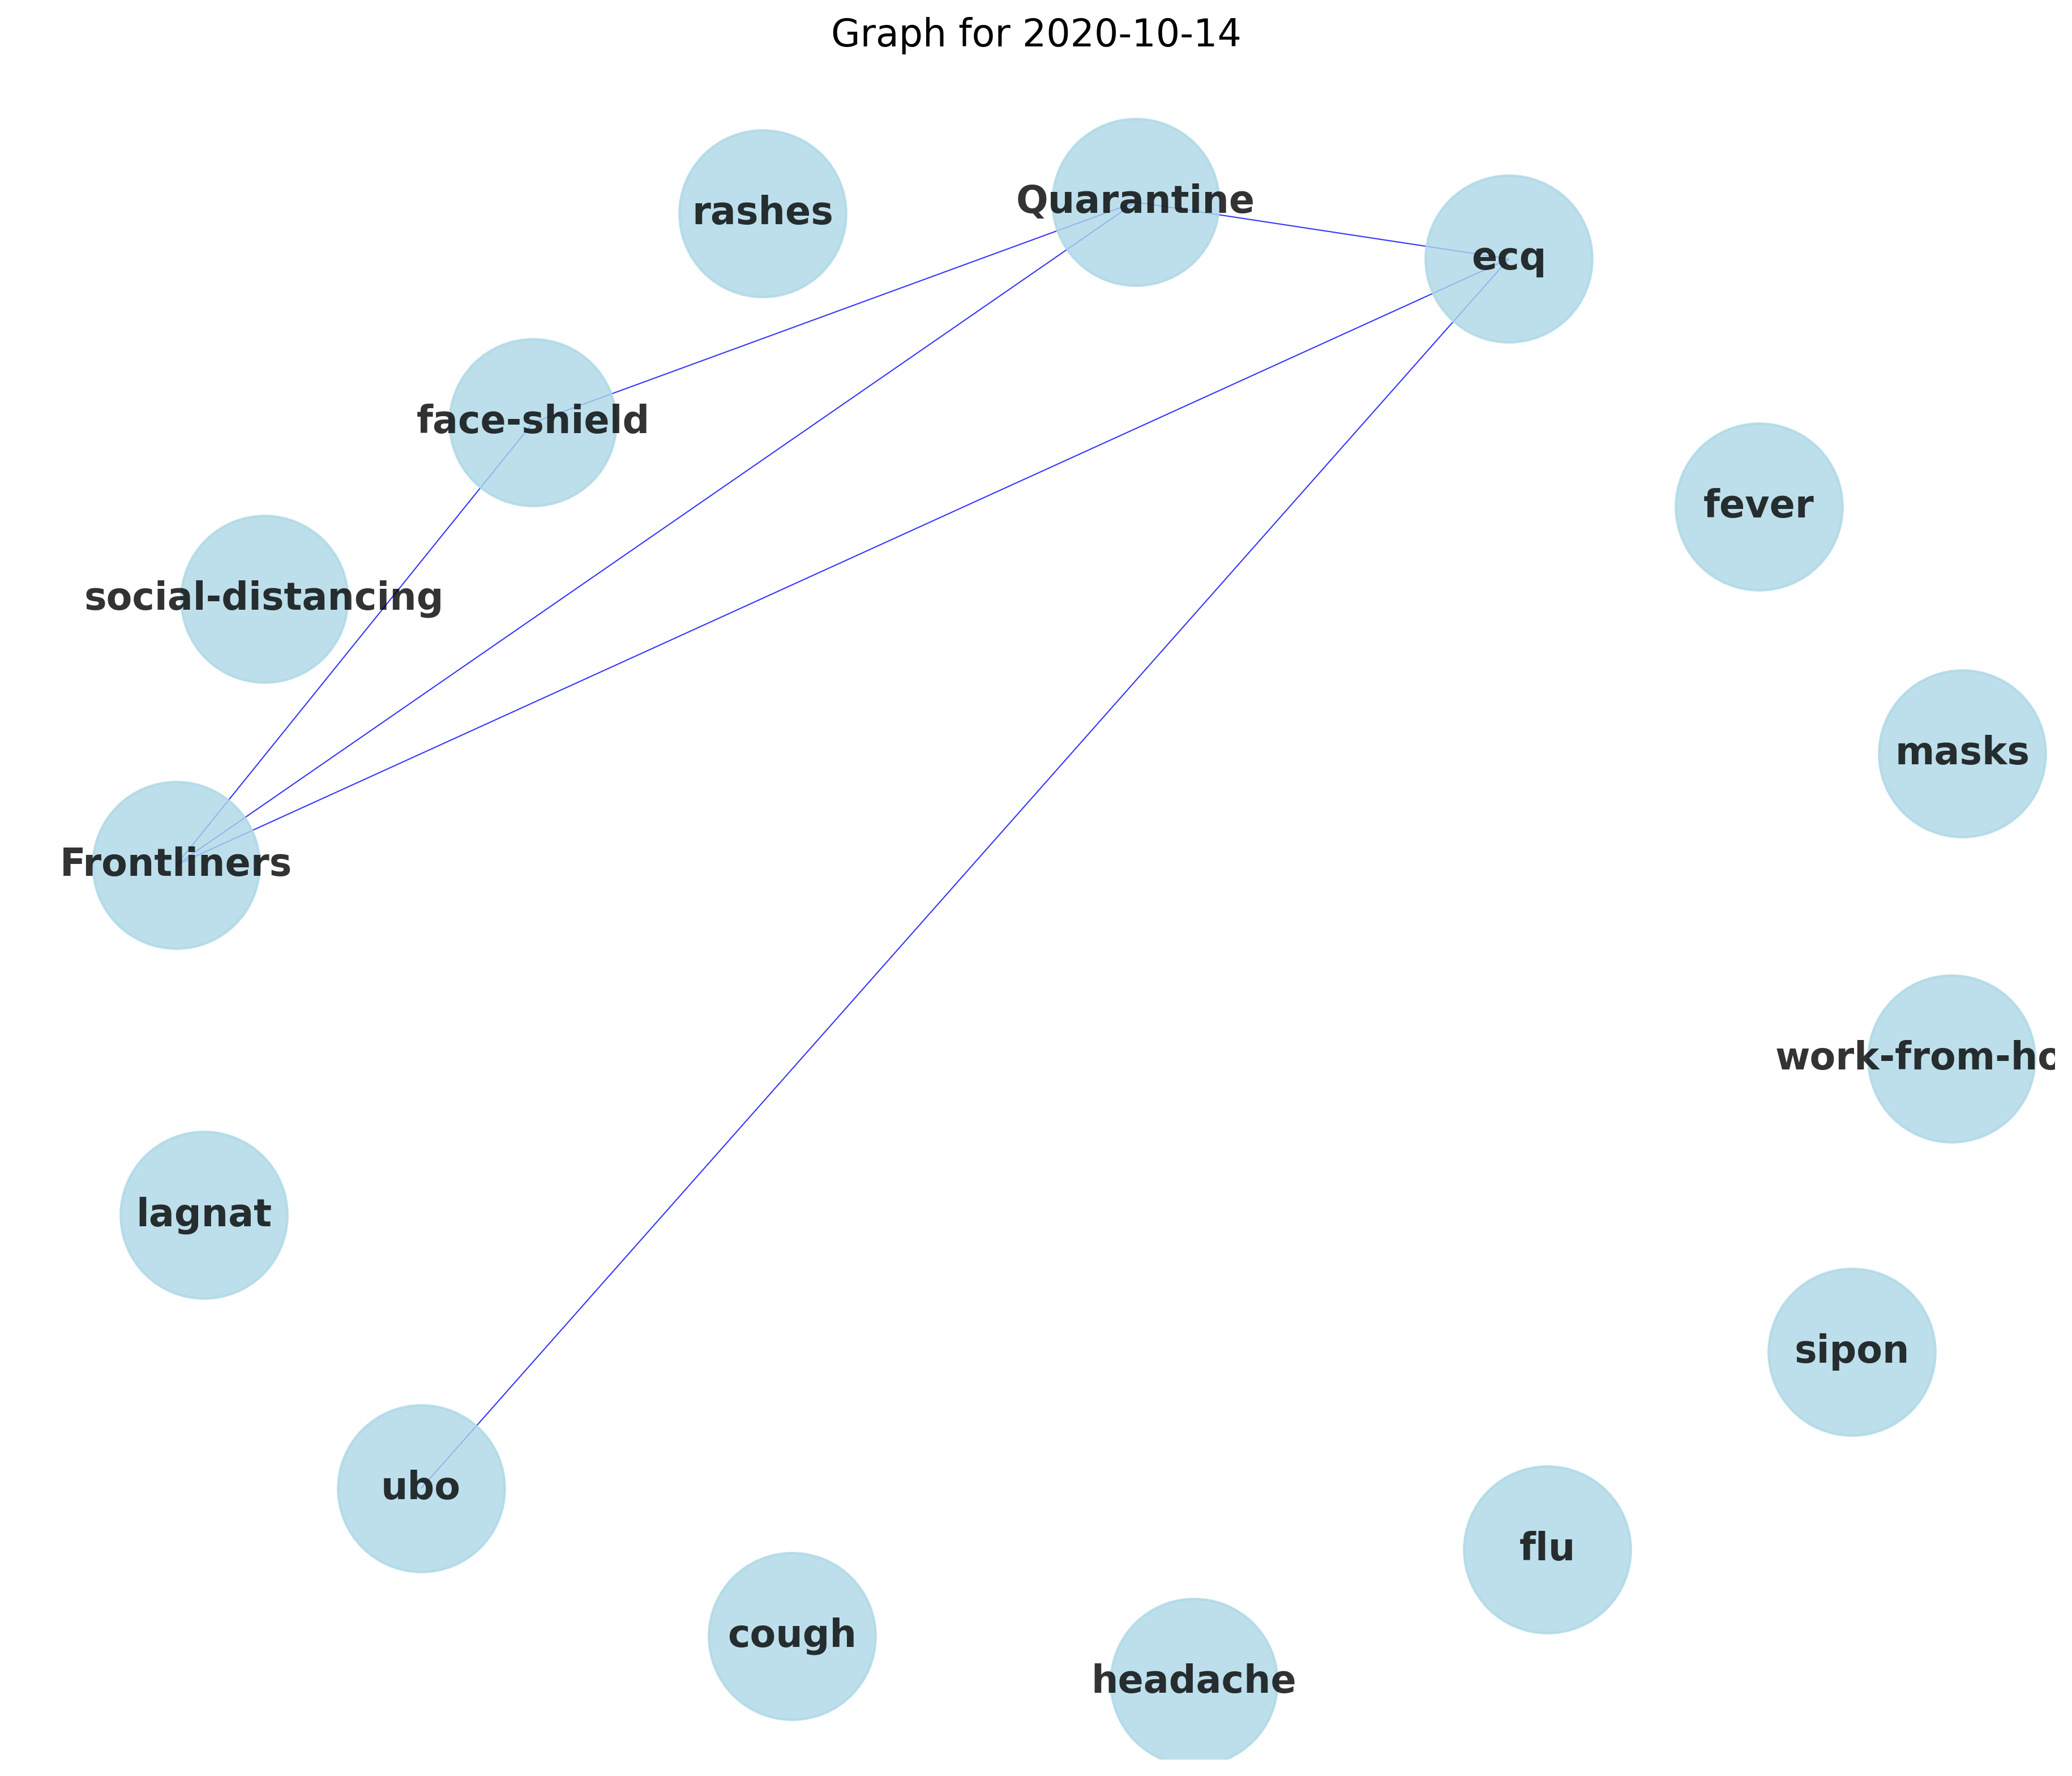 Graph for 2020-10-14
rashes
Quarantine
ecq
face-shield
fever
social-distancing
masks
Frontliners
work-from-ho
lagnat
sipon
ubo
flu
cough
headache